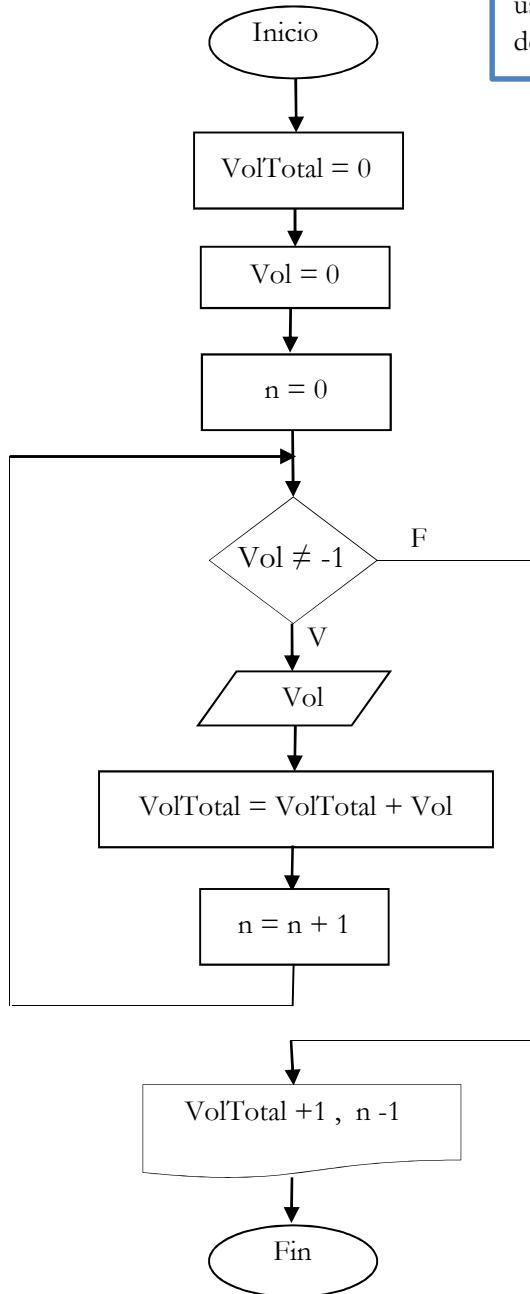 Inicio
VolTotal = 0
Vol = 0
n = 0
Vol ≠ -1
F
V
Vol
VolTotal = VolTotal + Vol
n = n + 1
VolTotal +1 , n -1
Fin